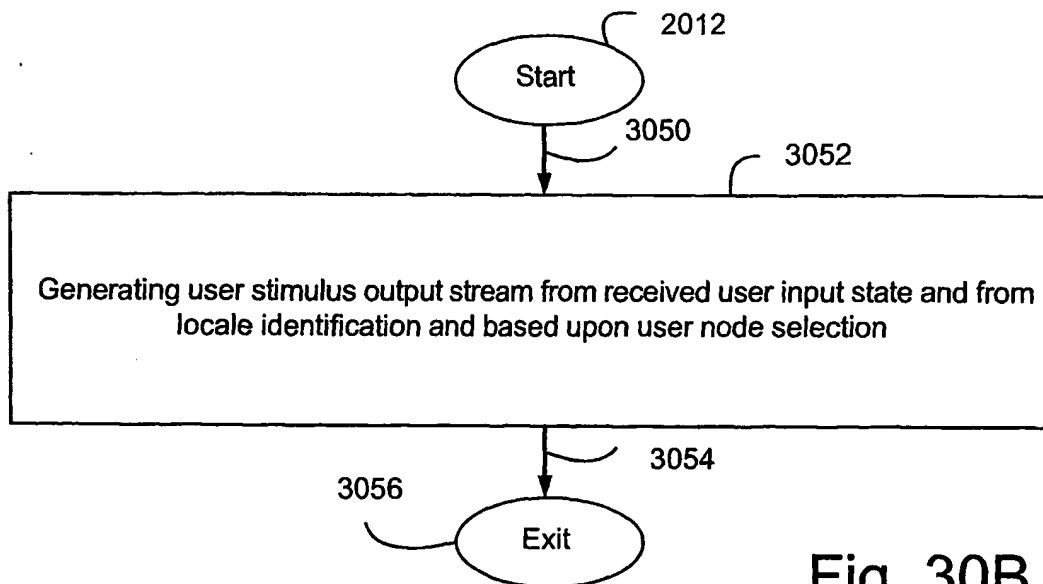 2012
Start
3050
3052
Generating user stimulus output stream from received user input state and from
locale identification and based upon user node selection
3054
3056
Exit
Fig. 30B